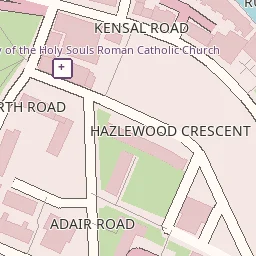 KENSAL ROAD
y of the Holy Souls Roman Catholic Church
RTH ROAD
HAZLEWOOD CRESCENT
ADAIR ROAD